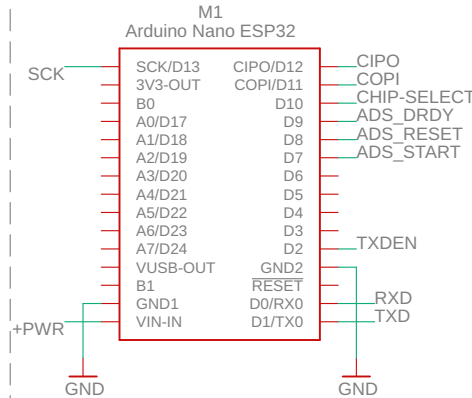 M1
Arduino Nano ESP32
SCK SCK/D13 CIPO/D12 CIPO
3V3-OUT COPI/D11 COPI
B0 D10 CHIP-SELECT
A0/D17 D9 ADS_DRDY
A1/D18 D8 ADS_RESET
A2/D19 D7 ADS_START
A3/D20 D6
A4/D21 D5
A5/D22 D4
A6/D23 D3
A7/D24 D2 TXDEN
VUSB-OUT GND2
B1 RESET
GND1 D0/RX0 RXD
+PWR VIN-IN D1/TX0 TXD
GND GND